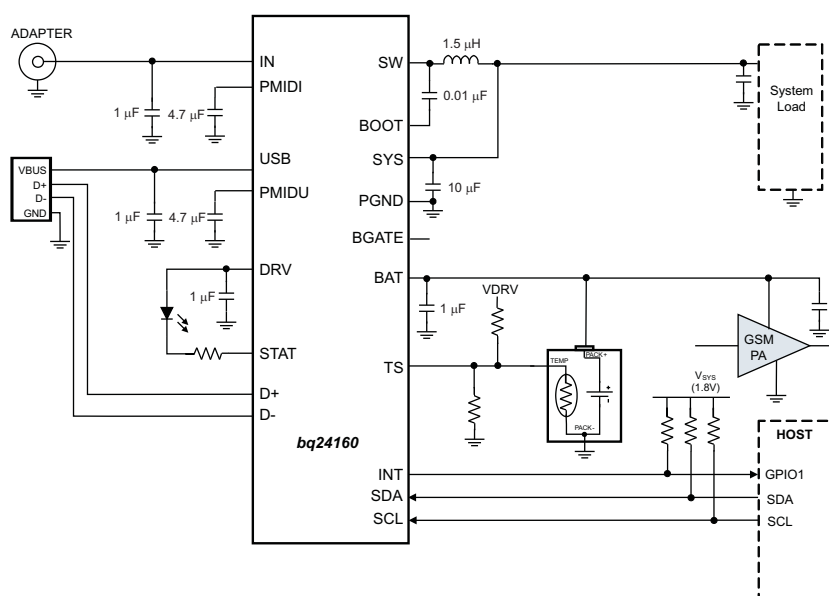 ADAPTER
IN
PMIDI
1 μF
4.7 μF
USB
VBUS
D+
D-
GND
PMIDU
1 μF
4.7 μF
DRV
1 μF
STAT
D+
D-
bq24160
SW
1.5 μH
0.01 μF
BOOT
SYS
10 μF
PGND
BGATE
BAT
1 μF
VDRV
TS
TEMP
PACK+
+
-
PACK-
System
Load
GSM
PA
VSYS
(1.8V)
HOST
INT
GPIO1
SDA
SDA
SCL
SCL